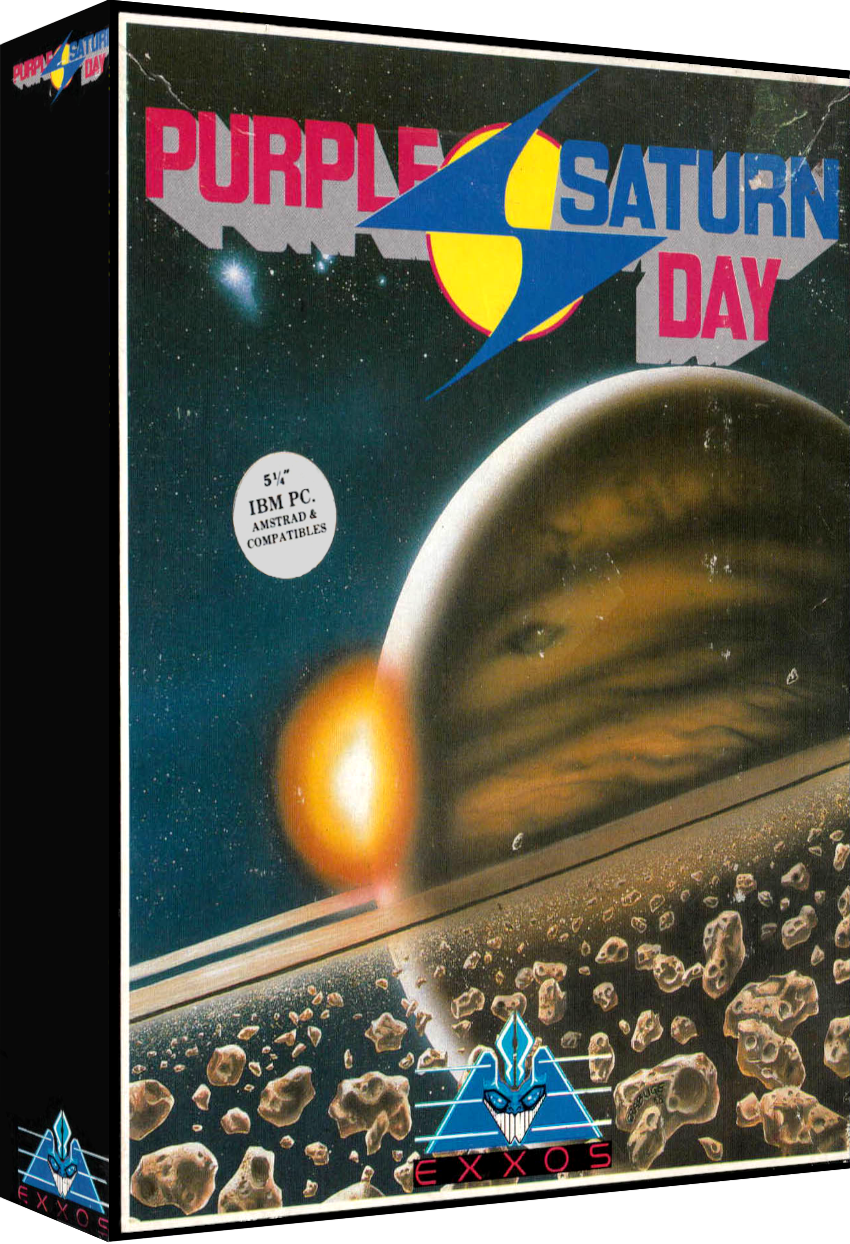 PURPLE SATURN
DAY
PURPLE SATURN
DAY
5¼"
IBM PC.
AMSTRAD &
COMPATIBLES
EXXOS
EXXOS